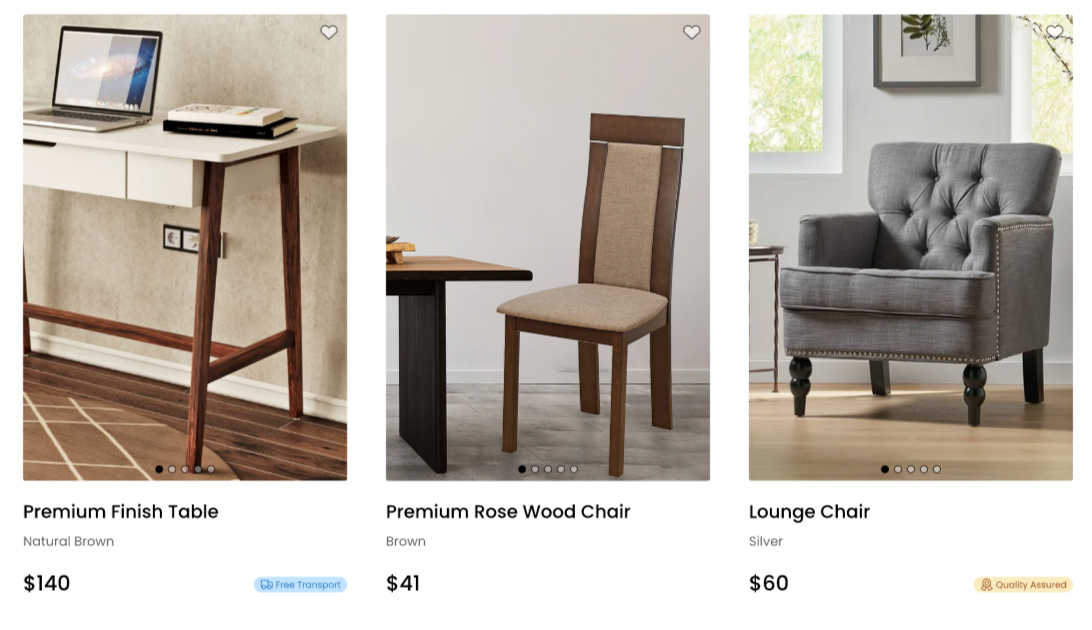 Premium Finish Table
Natural Brown
$140
Free Transport
Premium Rose Wood Chair
Brown
$41
Lounge Chair
Silver
$60
Quality Assured